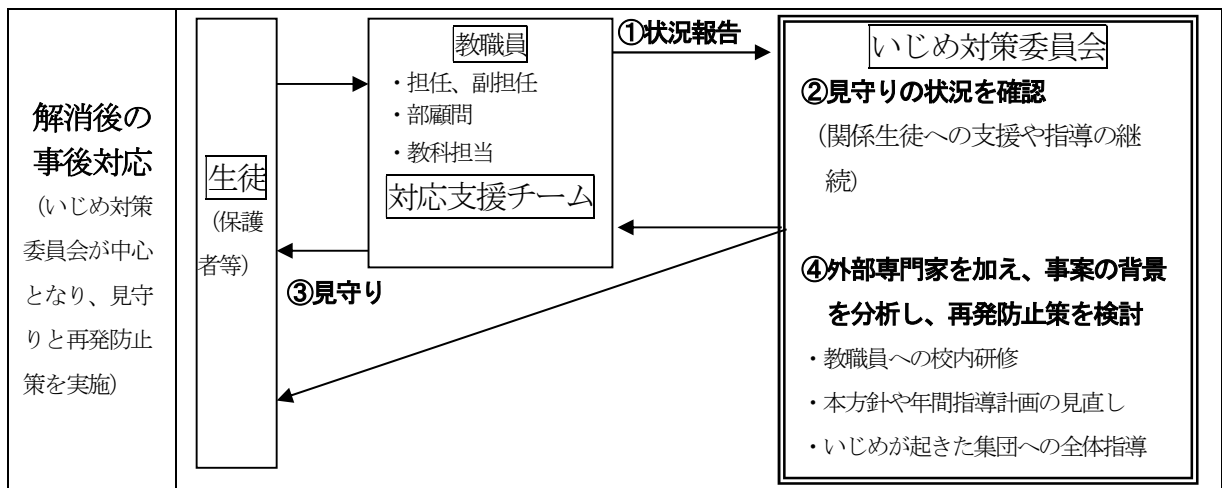 解消後の
事後対応
（いじめ対策
委員会が中心
となり、見守
りと再発防止
策を実施）
生徒
（保護
者等）
教職員
・担任、副担任
・部顧問
・教科担当
対応支援チーム
①状況報告
③見守り
いじめ対策委員会
②見守りの状況を確認
（関係生徒への支援や指導の継
続）
④外部専門家を加え、事案の背景
を分析し、再発防止策を検討
・教職員への校内研修
・本方針や年間指導計画の見直し
・いじめが起きた集団への全体指導